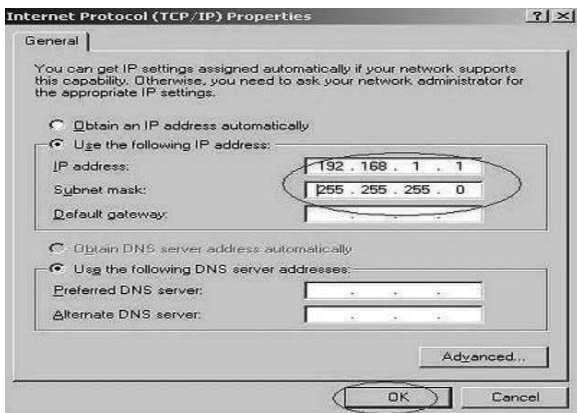 Internet Protocol (TCP/IP) Properties
General
You can get IP settings assigned automatically if your network supports
this capability. Otherwise, you need to ask your network administrator for
the appropriate IP settings.
Obtain an IP address automatically
Use the following IP address:
IP address: 192 . 168 . 1 . 1
Subnet mask: 255 . 255 . 255 . 0
Default gateway: . . .
Obtain DNS server address automatically
Use the following DNS server addresses:
Preferred DNS server: . . .
Alternate DNS server: . . .
Advanced...
OK Cancel